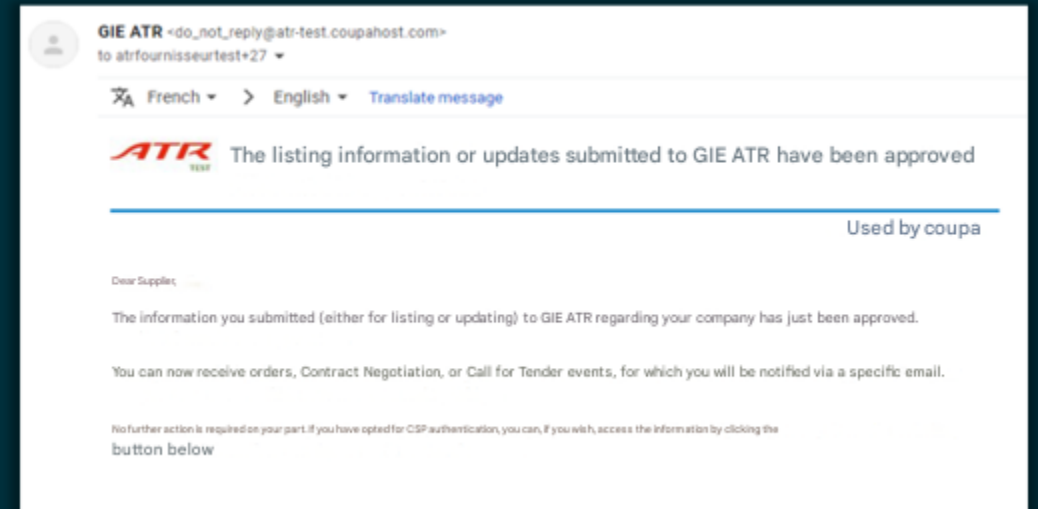 GIE ATR <do_not_reply@atr-test.coupahost.com>
to atrfournisseurtest+27
French > English Translate message
ATR TEST The listing information or updates submitted to GIE ATR have been approved
Used by coupa
Dear Supplier,
The information you submitted (either for listing or updating) to GIE ATR regarding your company has just been approved.
You can now receive orders, Contract Negotiation, or Call for Tender events, for which you will be notified via a specific email.
No further action is required on your part. If you have opted for CSP authentication, you can, if you wish, access the information by clicking the
button below